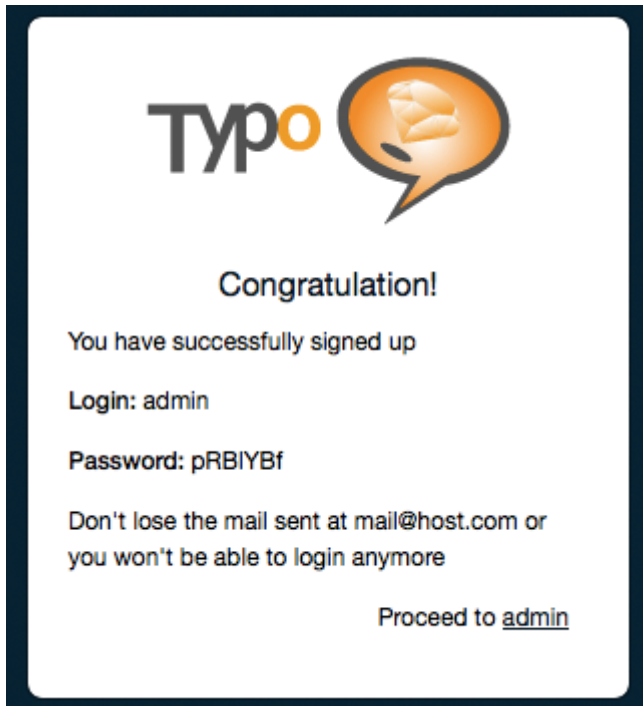 Typo
Congratulation!
You have successfully signed up
Login: admin
Password: pRBlYBf
Don't lose the mail sent at mail@host.com or
you won't be able to login anymore
Proceed to admin